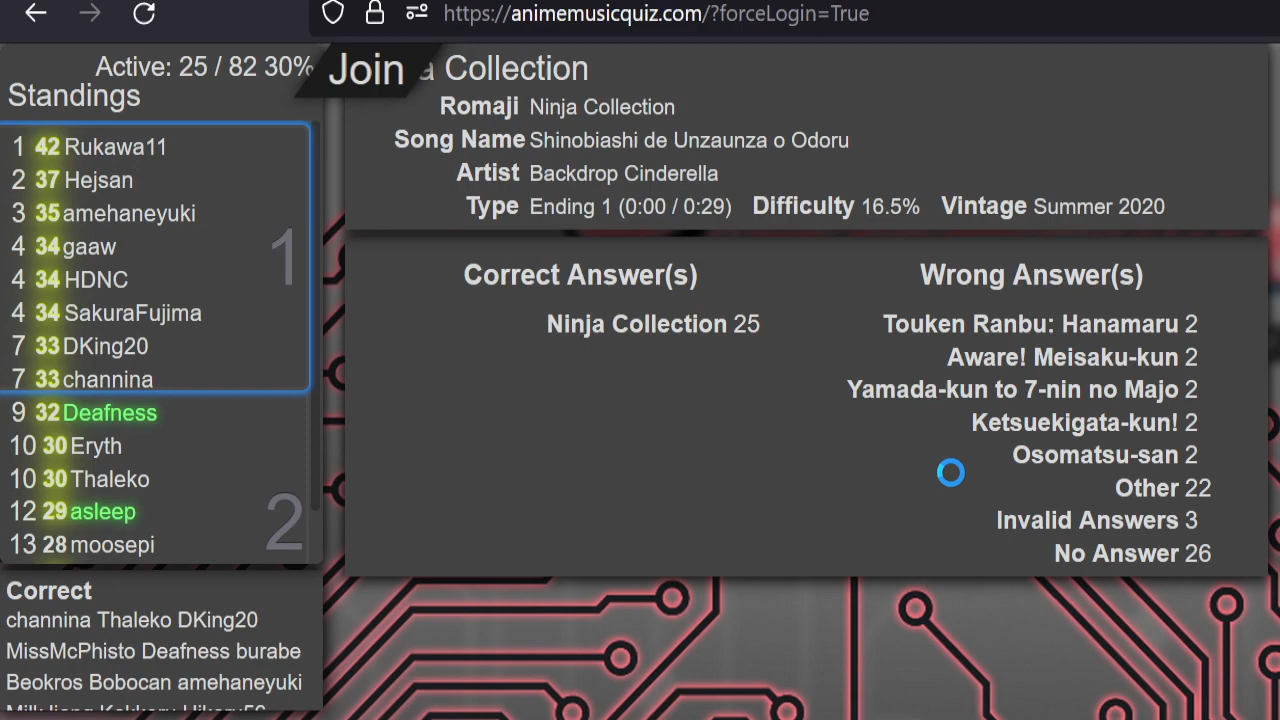 https://animemusicquiz.com/?forceLogin=True
Active: 25 / 82 30%
Standings
1 42 Rukawa11
2 37 Hejsan
3 35 amehaneyuki
4 34 gaaw
4 34 HDNC
4 34 SakuraFujima
7 33 DKing20
7 33 channina
1
9 32 Deafness
10 30 Eryth
10 30 Thaleko
12 29 asleep
13 28 moosepi
2
Correct
channina Thaleko DKing20
MissMcPhisto Deafness burabe
Beokros Bobocan amehaneyuki
Join
a Collection
Romaji Ninja Collection
Song Name Shinobiashi de Unzaunza o Odoru
Artist Backdrop Cinderella
Type Ending 1 (0:00 / 0:29) Difficulty 16.5% Vintage Summer 2020
Correct Answer(s)
Ninja Collection 25
Wrong Answer(s)
Touken Ranbu: Hanamaru 2
Aware! Meisaku-kun 2
Yamada-kun to 7-nin no Majo 2
Ketsuekigata-kun! 2
Osomatsu-san 2
Other 22
Invalid Answers 3
No Answer 26